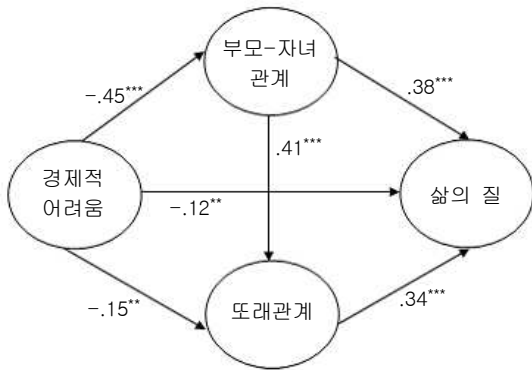 부모-자녀
관계
-.45***
.38***
.41***
경제적
어려움
삶의 질
-.12**
-.15**
또래관계
.34***